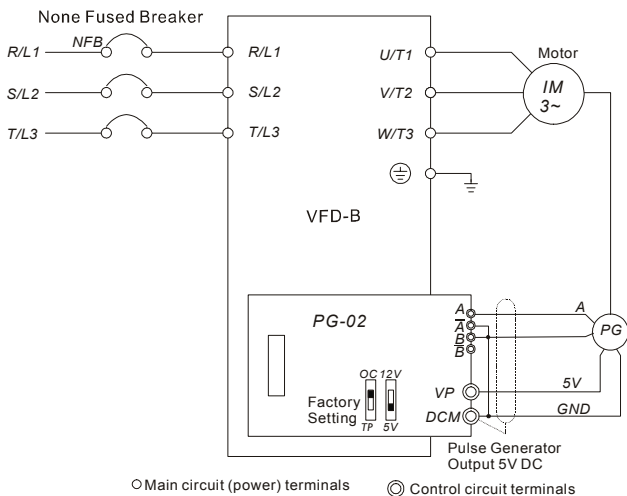 None Fused Breaker
R/L1
NFB
R/L1
U/T1
Motor
S/L2
S/L2
V/T2
IM
3~
T/L3
T/L3
W/T3
VFD-B
PG-02
A
A
A̅
B
B̅
PG
OC 12V
VP
5V
Factory
Setting
TP 5V
DCM
GND
Pulse Generator
Output 5V DC
Main circuit (power) terminals
Control circuit terminals